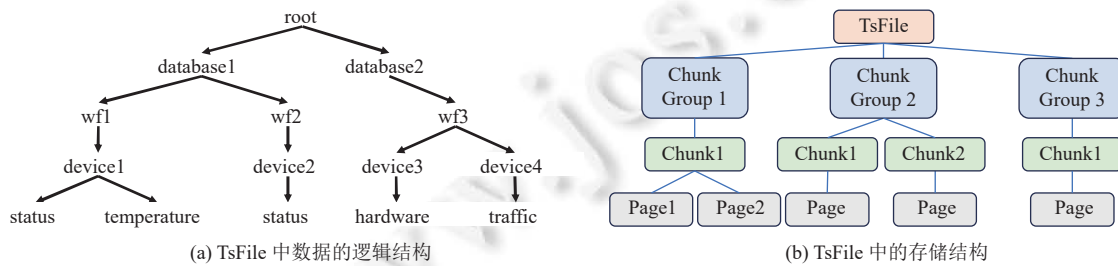 root
database1 database2
wf1 wf2 wf3
device1 device2 device3 device4
status temperature status hardware traffic
(a) TsFile 中数据的逻辑结构
TsFile
Chunk
Group 1
Chunk
Group 2
Chunk
Group 3
Chunk1 Chunk1 Chunk2 Chunk1
Page1 Page2 Page Page Page
(b) TsFile 中的存储结构